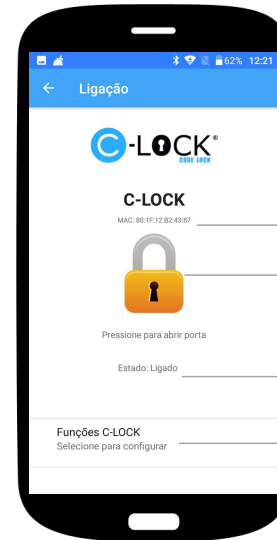 62% 12:21
Ligação
C-LOCK®
CODE LOCK
C-LOCK
MAC: 80:1F:12:B2:43:87
Pressione para abrir porta
Estado: Ligado
Funções C-LOCK
Selecione para configurar